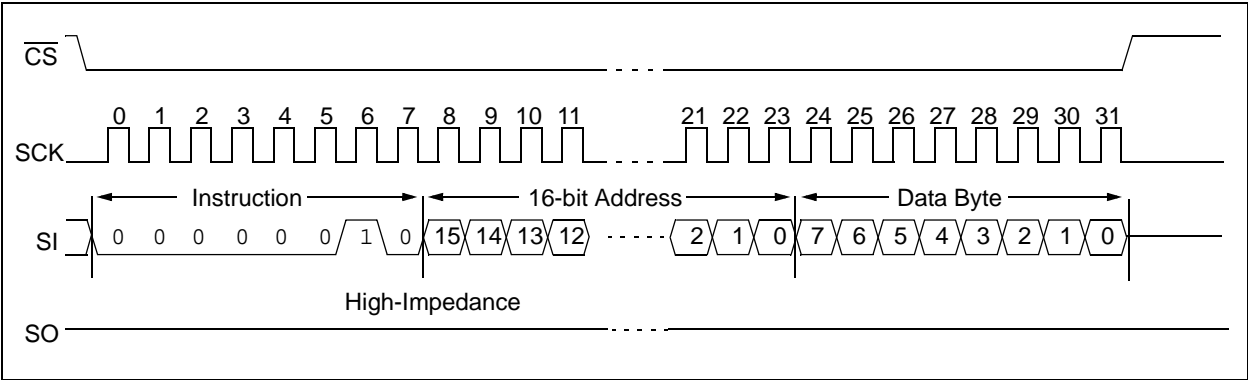 CS
0 1 2 3 4 5 6 7 8 9 10 11 21 22 23 24 25 26 27 28 29 30 31
SCK
Instruction 16-bit Address Data Byte
SI 0 0 0 0 0 0 1 0 15 14 13 12 2 1 0 7 6 5 4 3 2 1 0
High-Impedance
SO